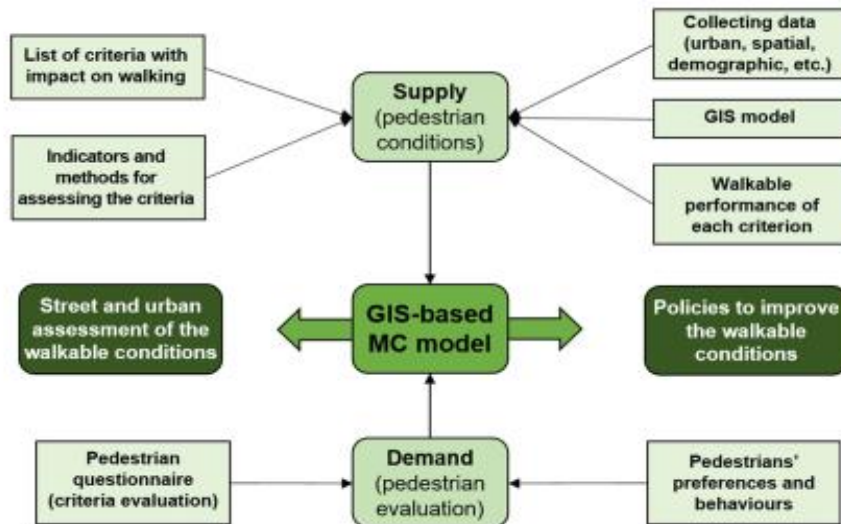 List of criteria with
impact on walking
Indicators and
methods for
assessing the criteria
Supply
(pedestrian
conditions)
Collecting data
(urban, spatial,
demographic, etc.)
GIS model
Walkable
performance of
each criterion
Street and urban
assessment of the
walkable conditions
GIS-based
MC model
Policies to improve
the walkable
conditions
Pedestrian
questionnaire
(criteria evaluation)
Demand
(pedestrian
evaluation)
Pedestrians'
preferences and
behaviours